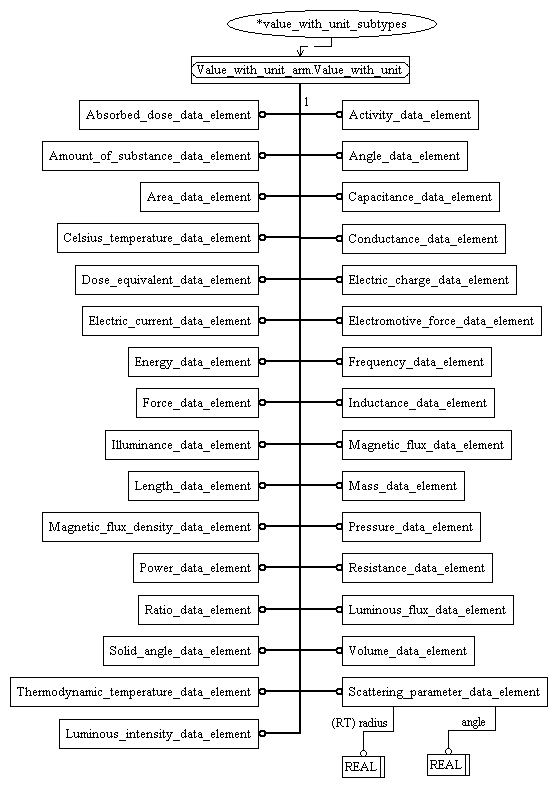 *value_with_unit_subtypes
Value_with_unit_arm.Value_with_unit
1
Absorbed_dose_data_element
Activity_data_element
Amount_of_substance_data_element
Angle_data_element
Area_data_element
Capacitance_data_element
Celsius_temperature_data_element
Conductance_data_element
Dose_equivalent_data_element
Electric_charge_data_element
Electric_current_data_element
Electromotive_force_data_element
Energy_data_element
Frequency_data_element
Force_data_element
Inductance_data_element
Illuminance_data_element
Magnetic_flux_data_element
Length_data_element
Mass_data_element
Magnetic_flux_density_data_element
Pressure_data_element
Power_data_element
Resistance_data_element
Ratio_data_element
Luminous_flux_data_element
Solid_angle_data_element
Volume_data_element
Thermodynamic_temperature_data_element
Scattering_parameter_data_element
Luminous_intensity_data_element
(RT) radius
angle
REAL
REAL